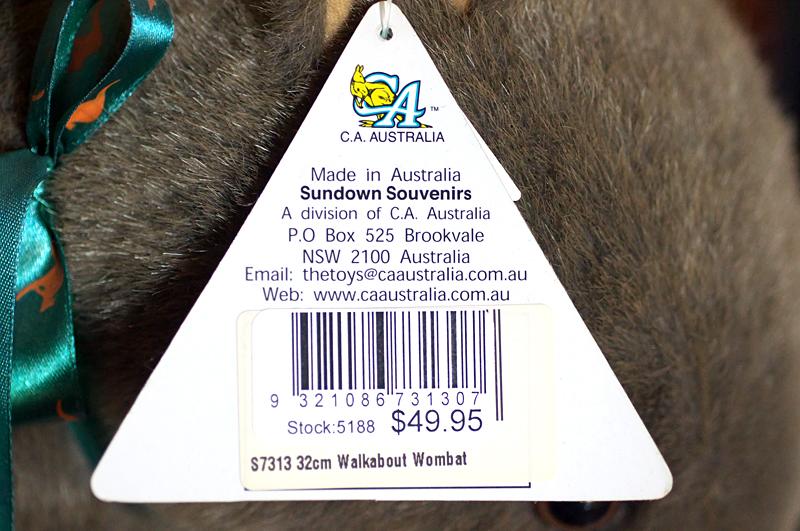 CA™
C.A. AUSTRALIA
Made in Australia
Sundown Souvenirs
A division of C.A. Australia
P.O Box 525 Brookvale
NSW 2100 Australia
Email: thetoys@caaustralia.com.au
Web: www.caaustralia.com.au
9 321086 731307
Stock:5188 $49.95
S7313 32cm Walkabout Wombat